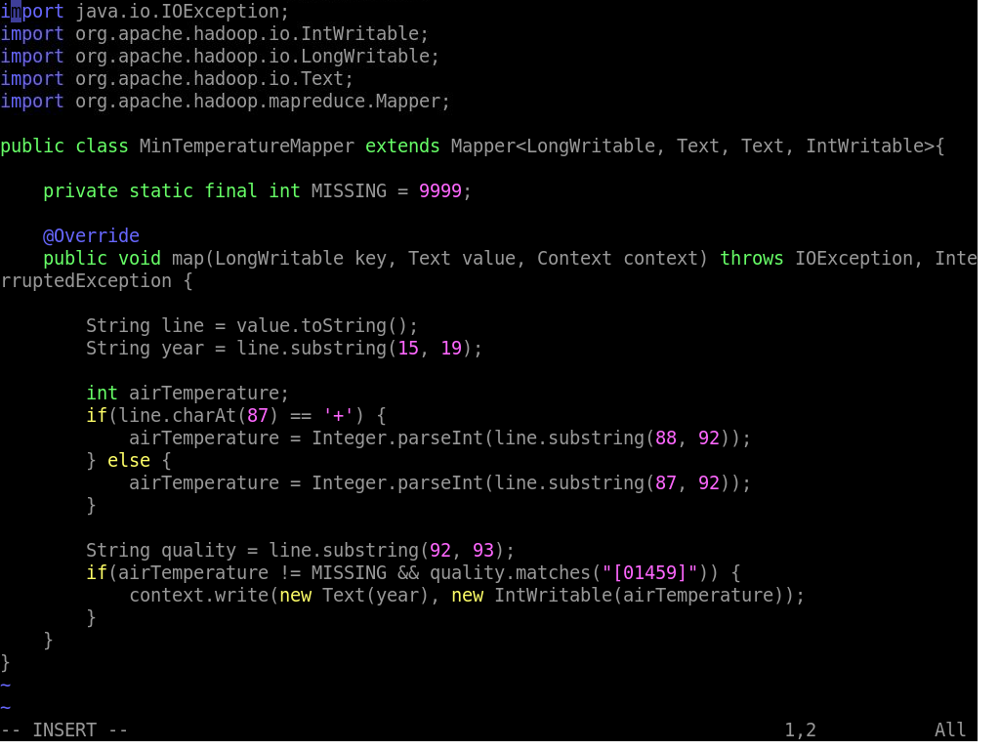 import java.io.IOException;
import org.apache.hadoop.io.IntWritable;
import org.apache.hadoop.io.LongWritable;
import org.apache.hadoop.io.Text;
import org.apache.hadoop.mapreduce.Mapper;

public class MinTemperatureMapper extends Mapper<LongWritable, Text, Text, IntWritable>{

    private static final int MISSING = 9999;

    @Override
    public void map(LongWritable key, Text value, Context context) throws IOException, Inte
rruptedException {

        String line = value.toString();
        String year = line.substring(15, 19);

        int airTemperature;
        if(line.charAt(87) == '+') {
            airTemperature = Integer.parseInt(line.substring(88, 92));
        } else {
            airTemperature = Integer.parseInt(line.substring(87, 92));
        }

        String quality = line.substring(92, 93);
        if(airTemperature != MISSING && quality.matches("[01459]")) {
            context.write(new Text(year), new IntWritable(airTemperature));
        }
    }
}
~
~
-- INSERT -- 1,2 All